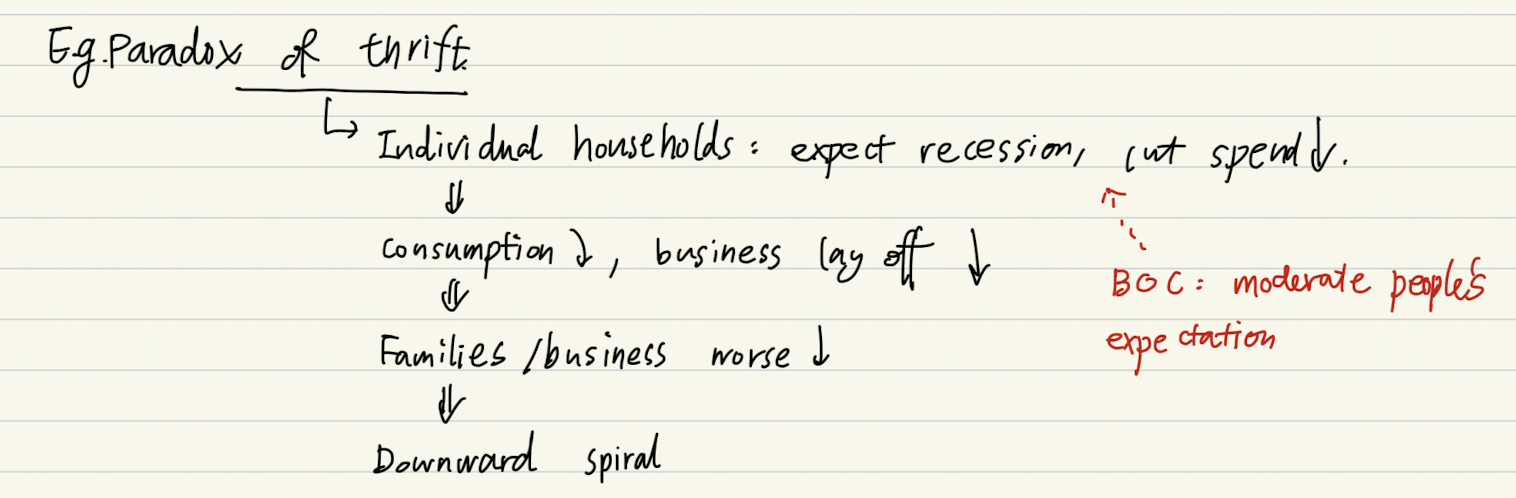 E.g. Paradox of thrift
↳ Individual households: expect recession, cut spend↓.
⇓
consumption↓, business lay off ↓
⇓
Families/business worse ↓
⇓
Downward spiral
BOC: moderate people's
expectation